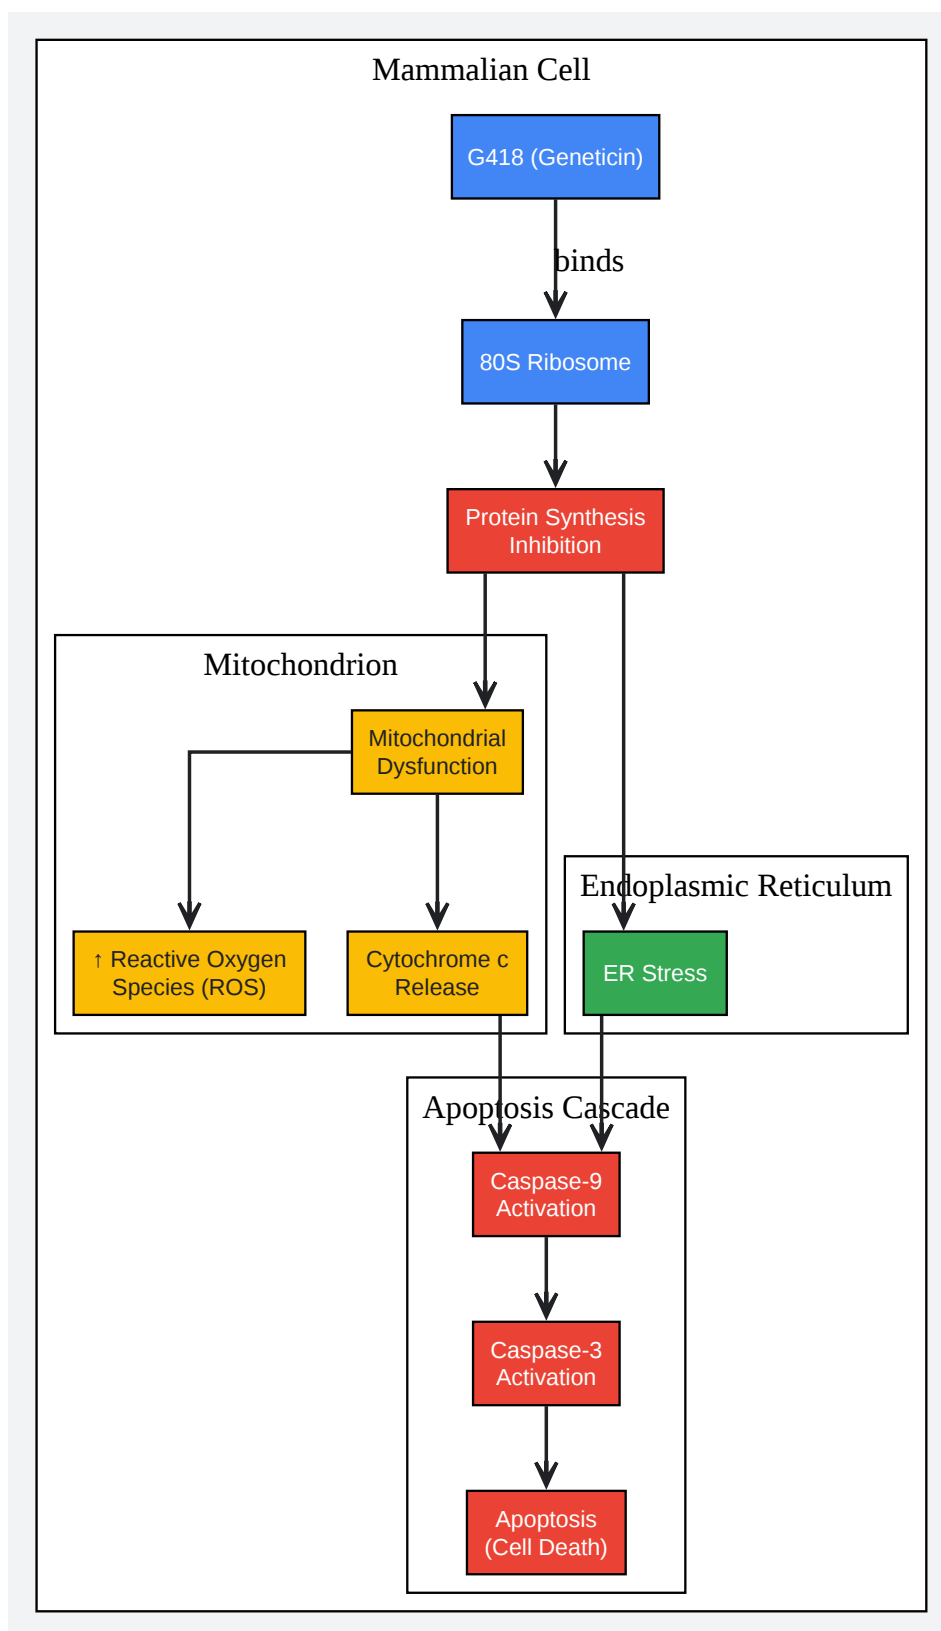 Mammalian Cell
G418 (Geneticin)
binds
80S Ribosome
Protein Synthesis
Inhibition
Mitochondrion
Mitochondrial
Dysfunction
Endoplasmic Reticulum
↑ Reactive Oxygen
Species (ROS)
Cytochrome c
Release
ER Stress
Apoptosis Cascade
Caspase-9
Activation
Caspase-3
Activation
Apoptosis
(Cell Death)